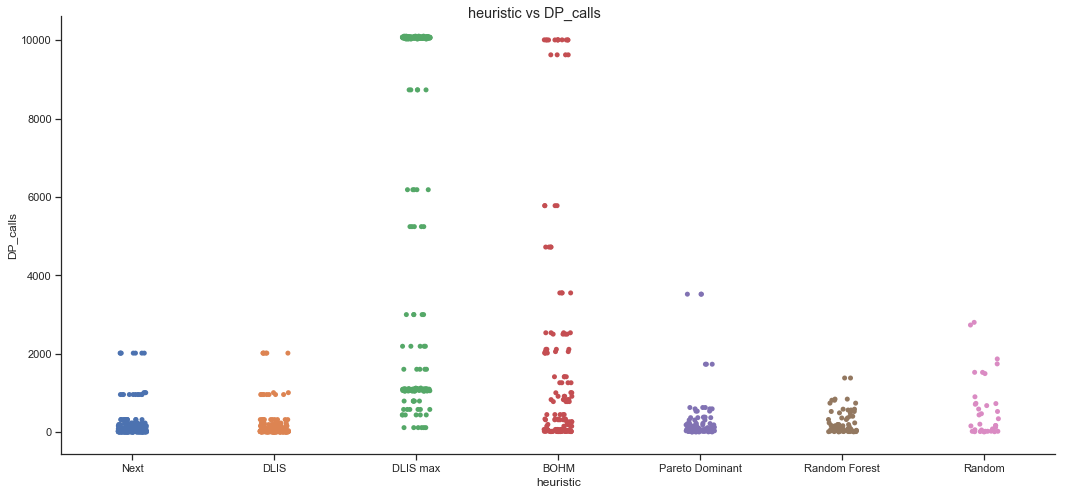 heuristic vs DP_calls
10000
8000
6000
4000
2000
0
DP_calls
Next DLIS DLIS max BOHM Pareto Dominant Random Forest Random
heuristic